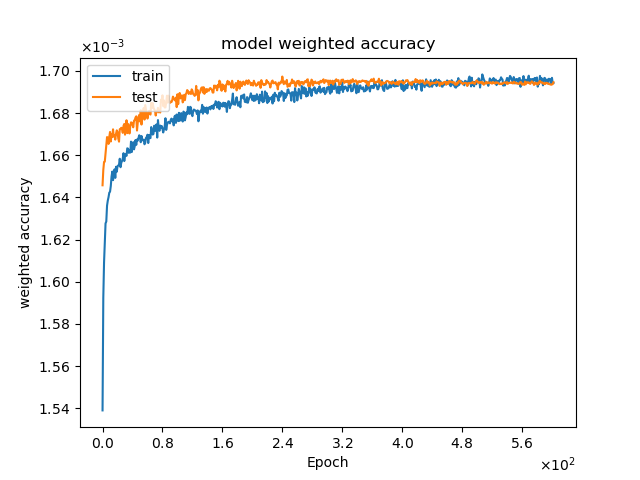 model weighted accuracy
×10⁻³
1.70
1.68
1.66
1.64
1.62
1.60
1.58
1.56
1.54
weighted accuracy
train
test
0.0 0.8 1.6 2.4 3.2 4.0 4.8 5.6
Epoch
×10²